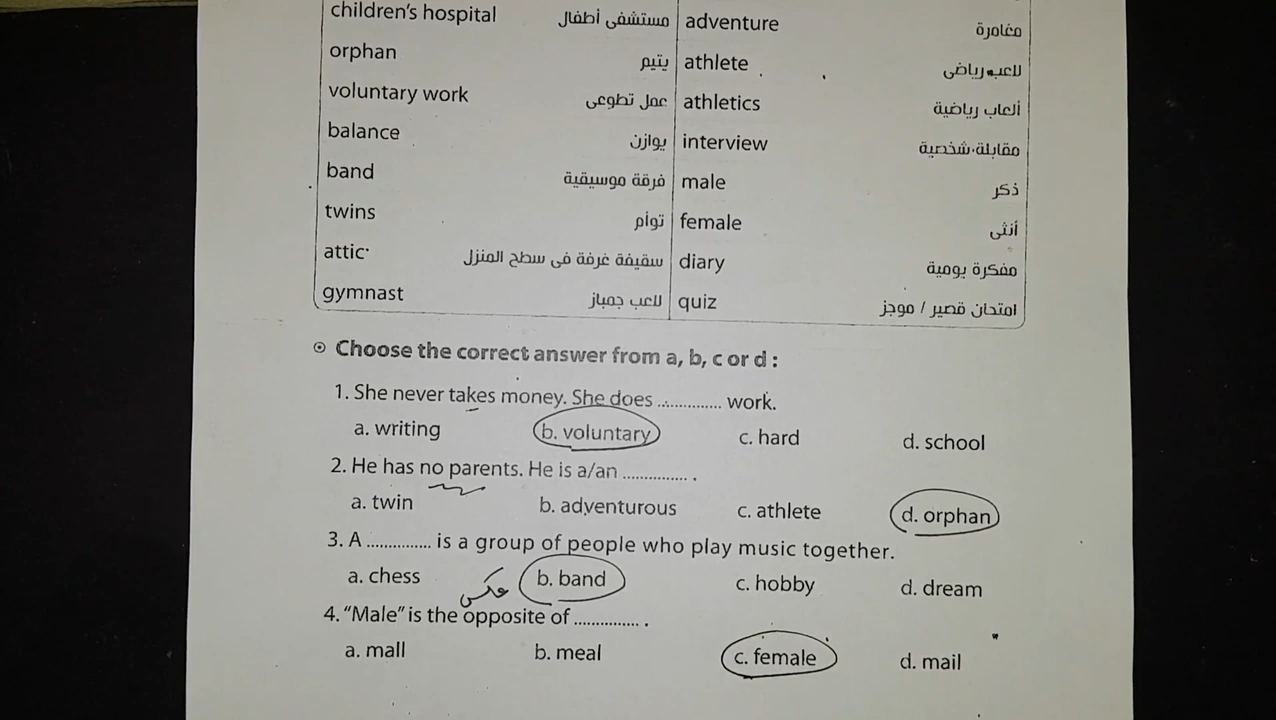 children's hospital مستشفى أطفال adventure مغامرة
orphan يتيم athlete لاعب رياضى
voluntary work عمل تطوعى athletics ألعاب رياضية
balance يوازن interview مقابلة شخصية
band فرقة موسيقية male ذكر
twins توأم female أنثى
attic سقيفة غرفة فى سطح المنزل diary مفكرة يومية
gymnast لاعب جمباز quiz امتحان قصير / موجز
Choose the correct answer from a, b, c or d :
1. She never takes money. She does .............. work.
a. writing b. voluntary c. hard d. school
2. He has no parents. He is a/an ............... .
a. twin b. adventurous c. athlete d. orphan
3. A .............. is a group of people who play music together.
a. chess b. band c. hobby d. dream
عكس
4. "Male" is the opposite of ............... .
a. mall b. meal c. female d. mail